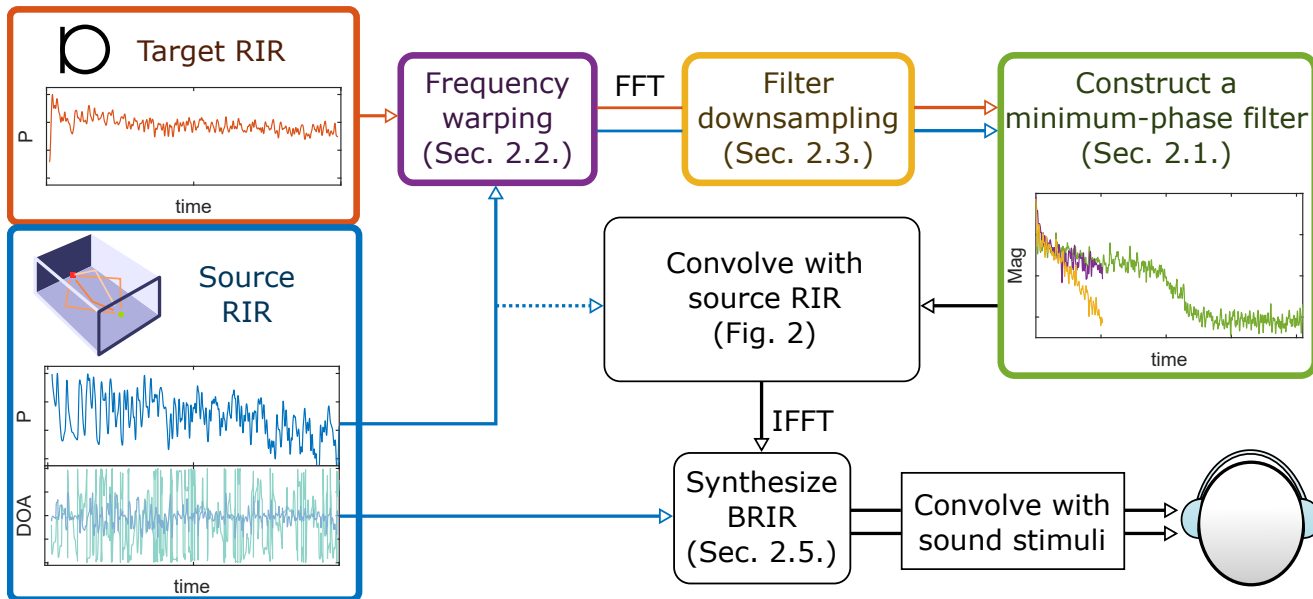 Target RIR
P
time
Frequency
warping
(Sec. 2.2.)
FFT
Filter
downsampling
(Sec. 2.3.)
Construct a
minimum-phase filter
(Sec. 2.1.)
Mag
time
Source
RIR
P
DOA
time
Convolve with
source RIR
(Fig. 2)
IFFT
Synthesize
BRIR
(Sec. 2.5.)
Convolve with
sound stimuli